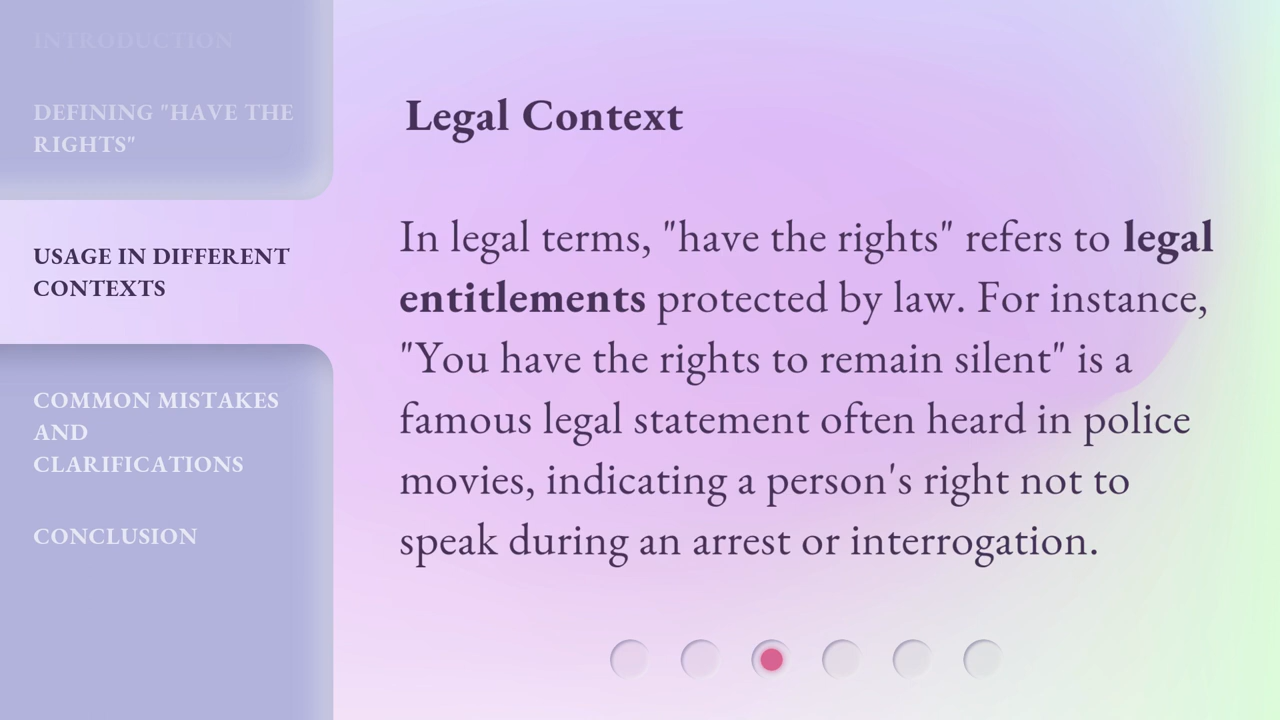 INTRODUCTION
DEFINING "HAVE THE
RIGHTS"
USAGE IN DIFFERENT
CONTEXTS
COMMON MISTAKES
AND
CLARIFICATIONS
CONCLUSION
Legal Context
In legal terms, "have the rights" refers to legal
entitlements protected by law. For instance,
"You have the rights to remain silent" is a
famous legal statement often heard in police
movies, indicating a person's right not to
speak during an arrest or interrogation.